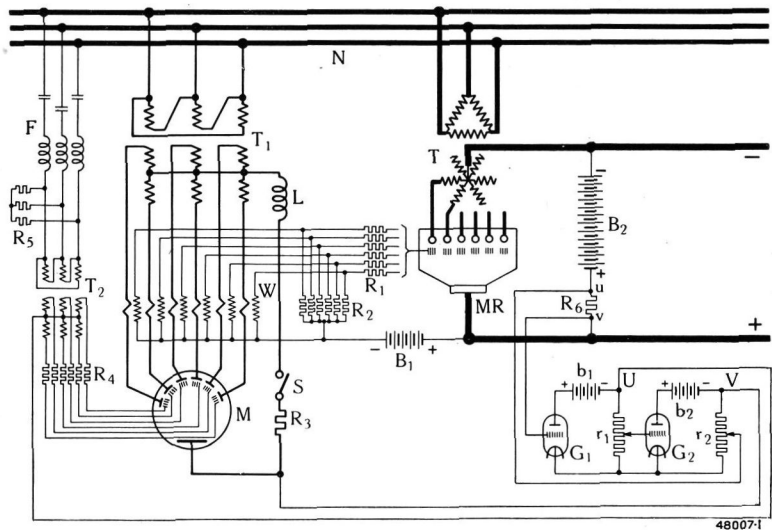 N
F
T1
T
−
L
B2
R5
R1
T2
W
+
u
MR
R6
R2
v
− B1 +
+
R4
S
+ b1 −
U
+ b2 −
V
M
R3
r1
r2
G1
G2
48007·I